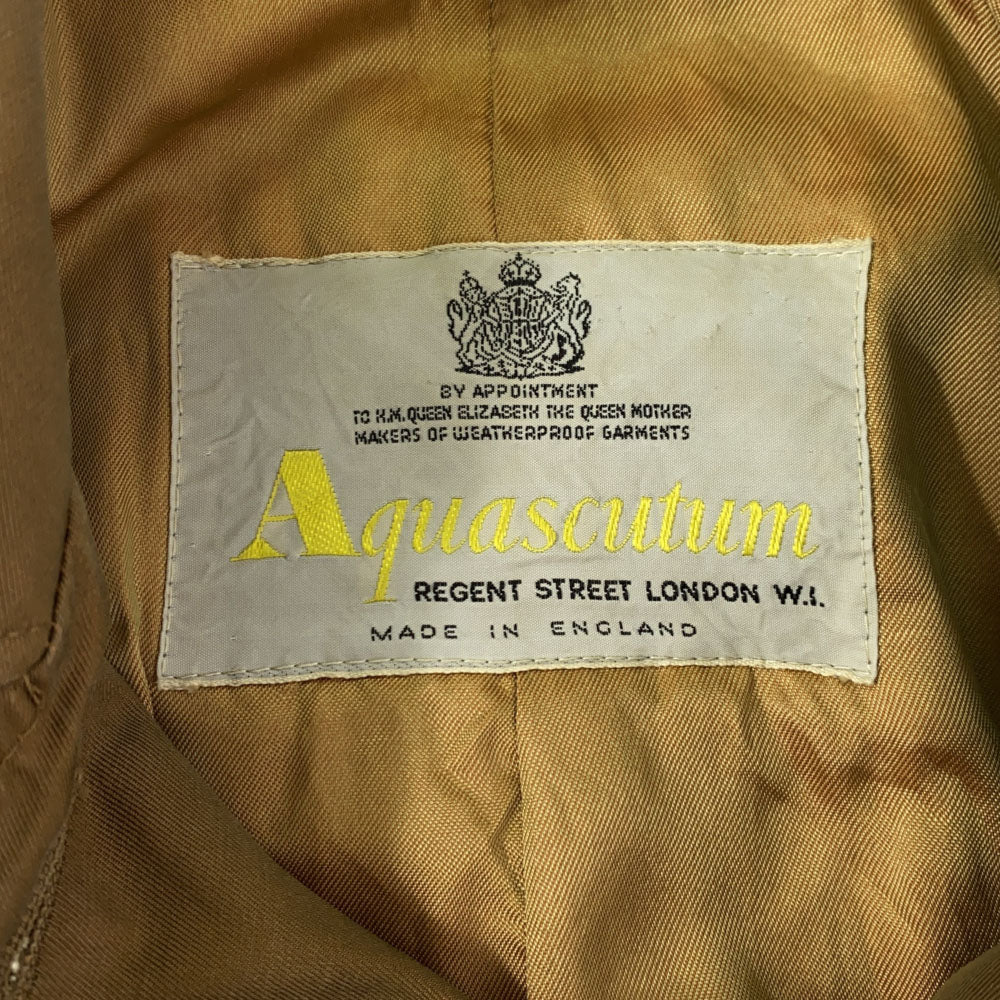 BY APPOINTMENT
TO H.M. QUEEN ELIZABETH THE QUEEN MOTHER
MAKERS OF WEATHERPROOF GARMENTS
Aquascutum
REGENT STREET LONDON W.1.
MADE IN ENGLAND